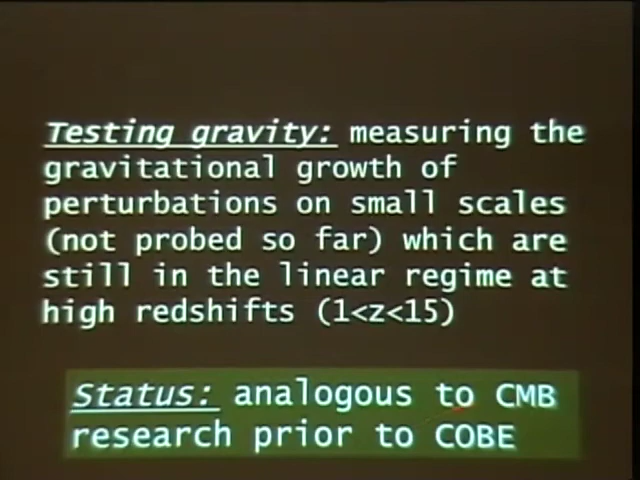 Testing gravity: measuring the
gravitational growth of
perturbations on small scales
(not probed so far) which are
still in the linear regime at
high redshifts (1<z<15)
Status: analogous to CMB
research prior to COBE